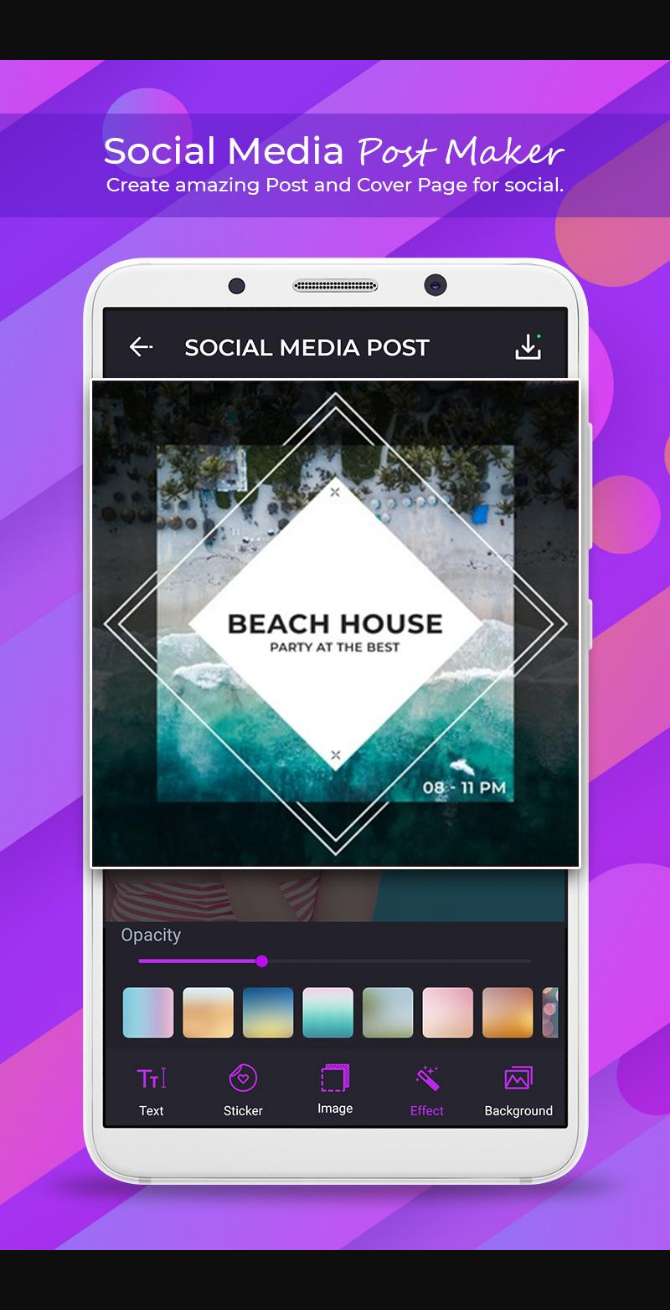 Social Media Post Maker
Create amazing Post and Cover Page for social.
SOCIAL MEDIA POST
BEACH HOUSE
PARTY AT THE BEST
08 - 11 PM
Opacity
Text
Sticker
Image
Effect
Background